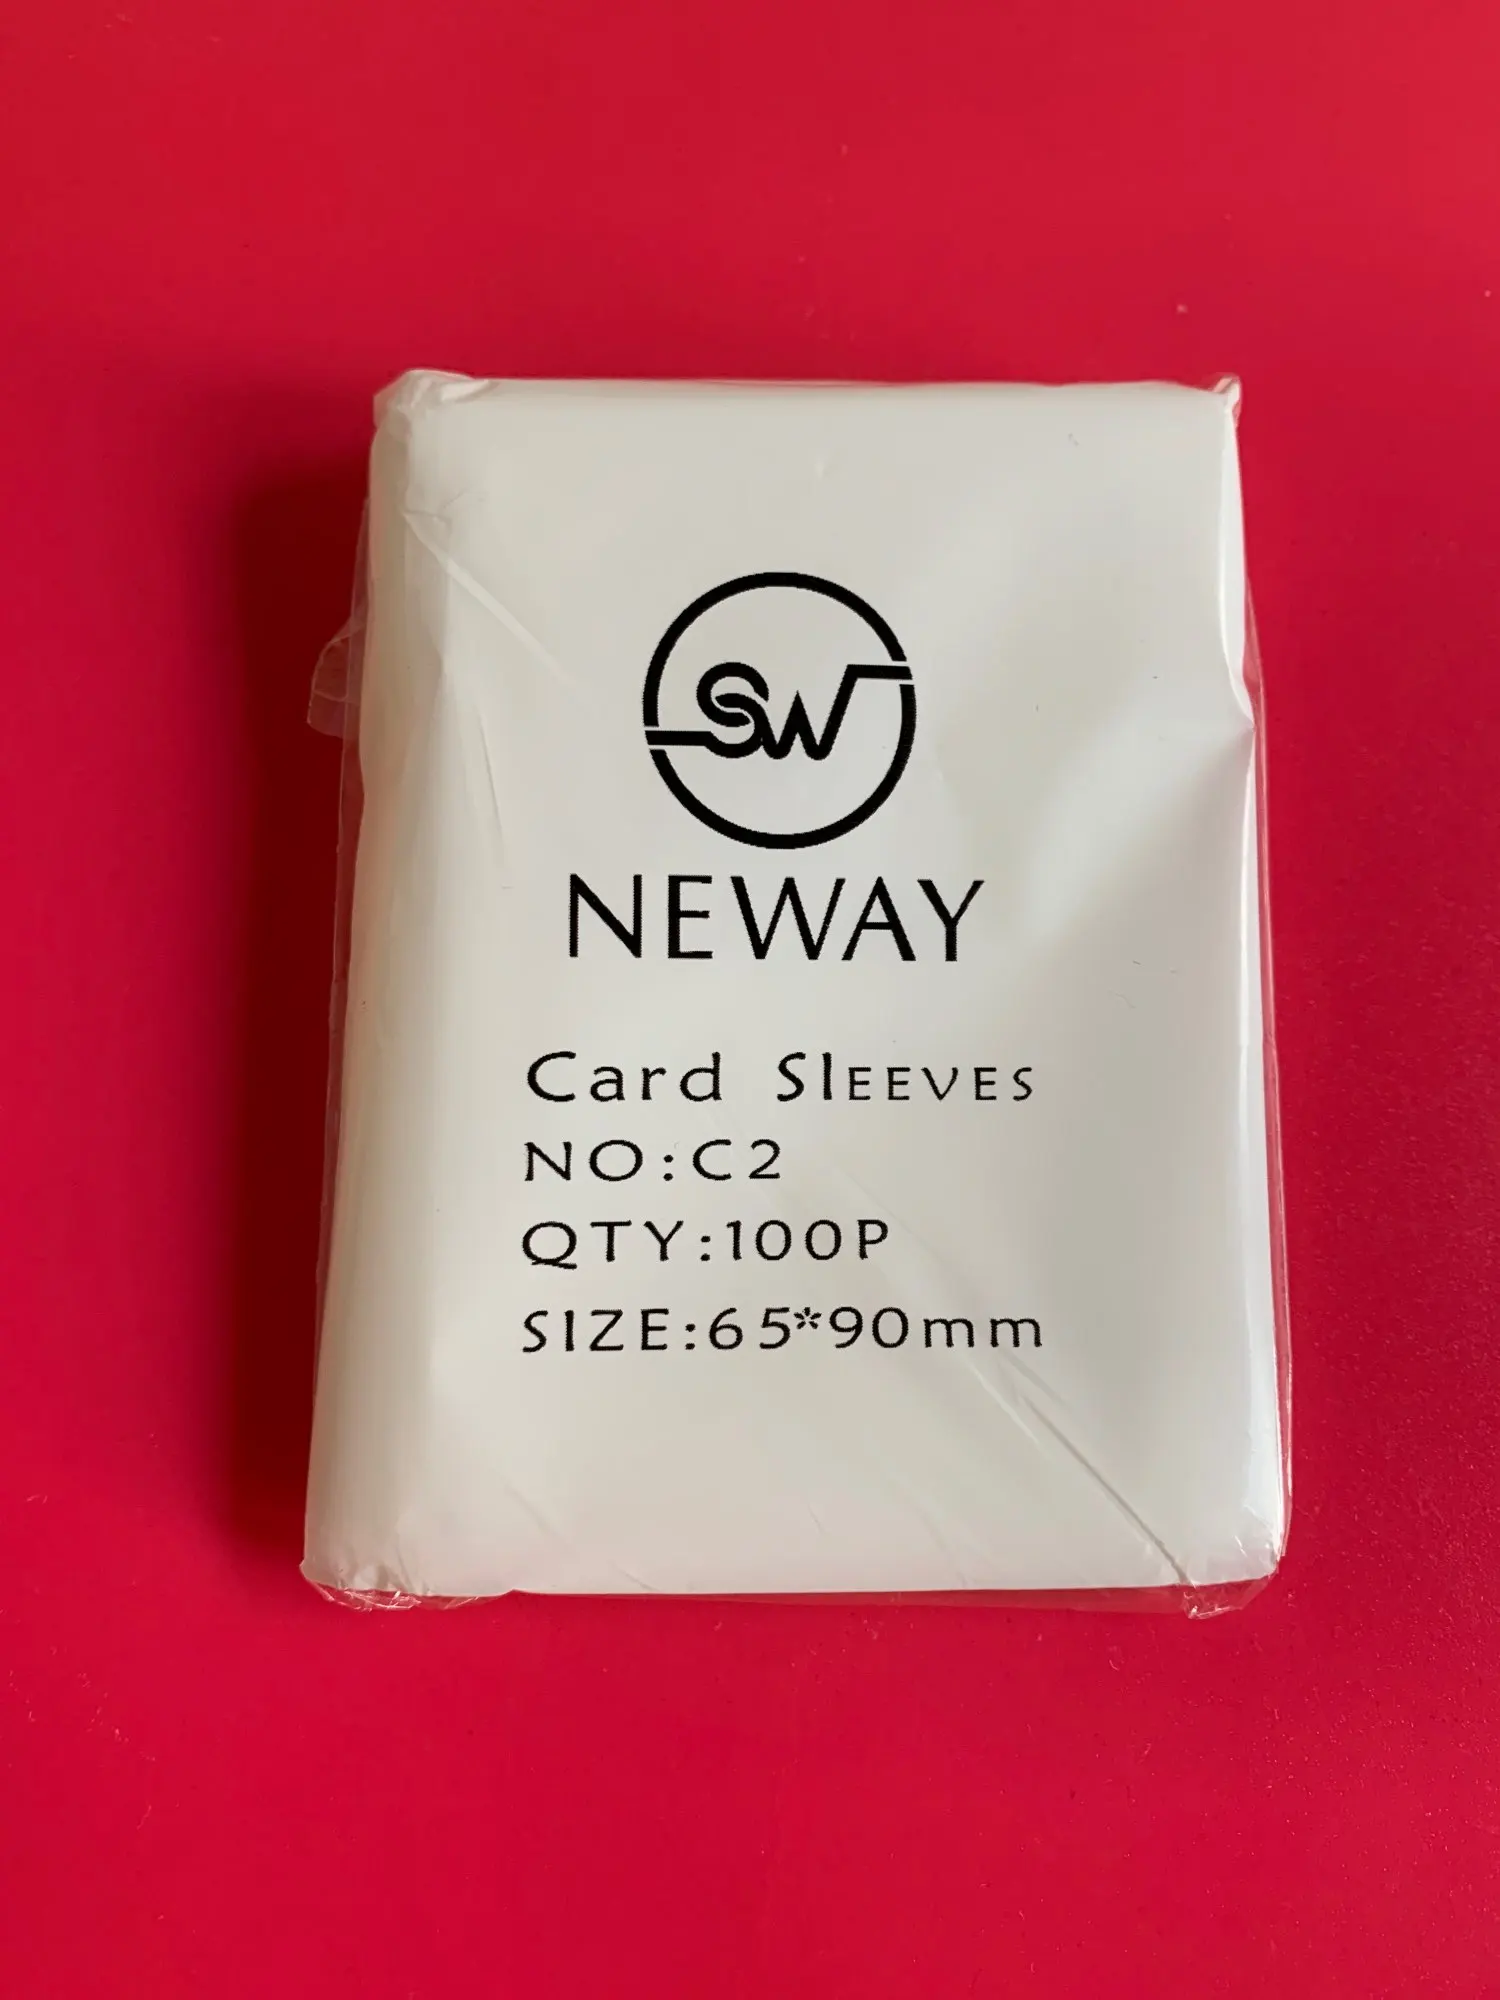 SW
NEWAY
Card SlEEVES
NO:C2
QTY:100P
SIZE:65*90mm